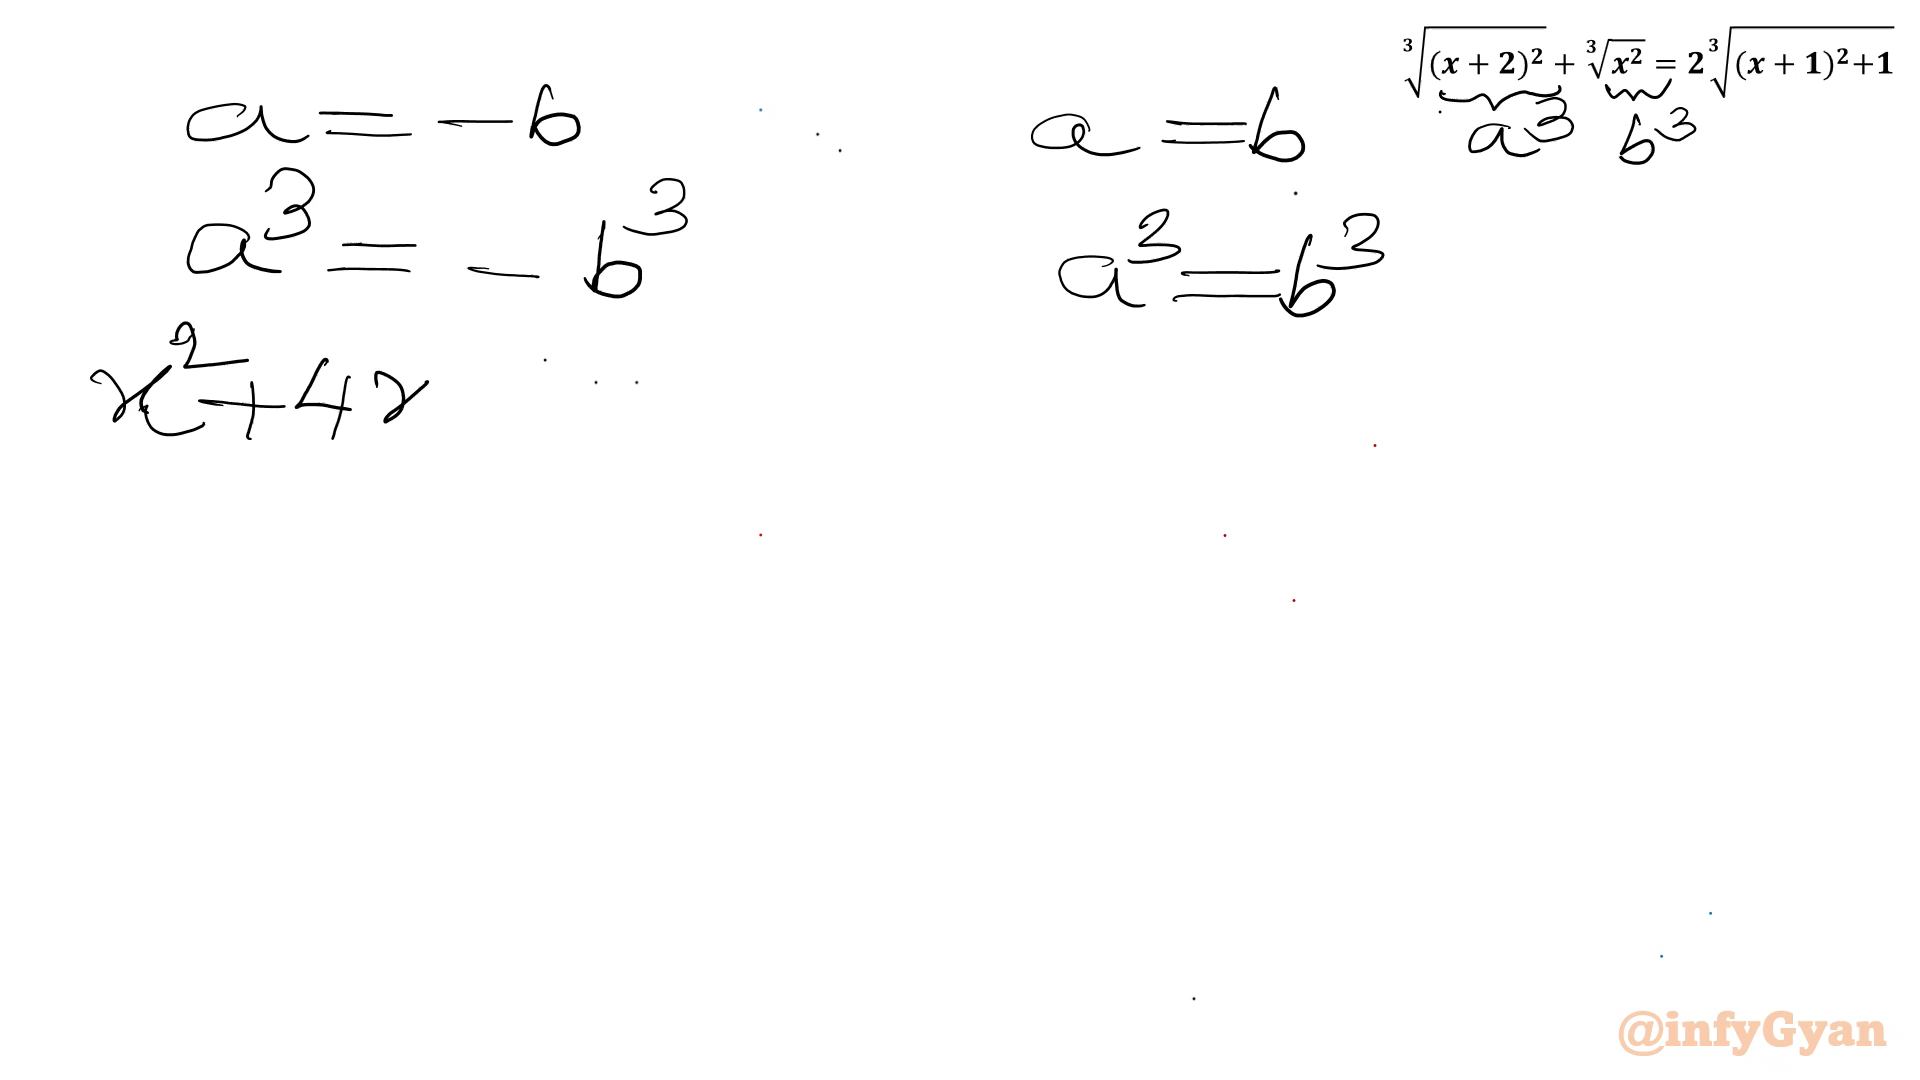 ∛(x + 2)² + ∛x² = 2∛(x + 1)²+1
a³ b³
a = -b
a³ = - b³
x² + 4x
a = b
a³ = b³
@infyGyan